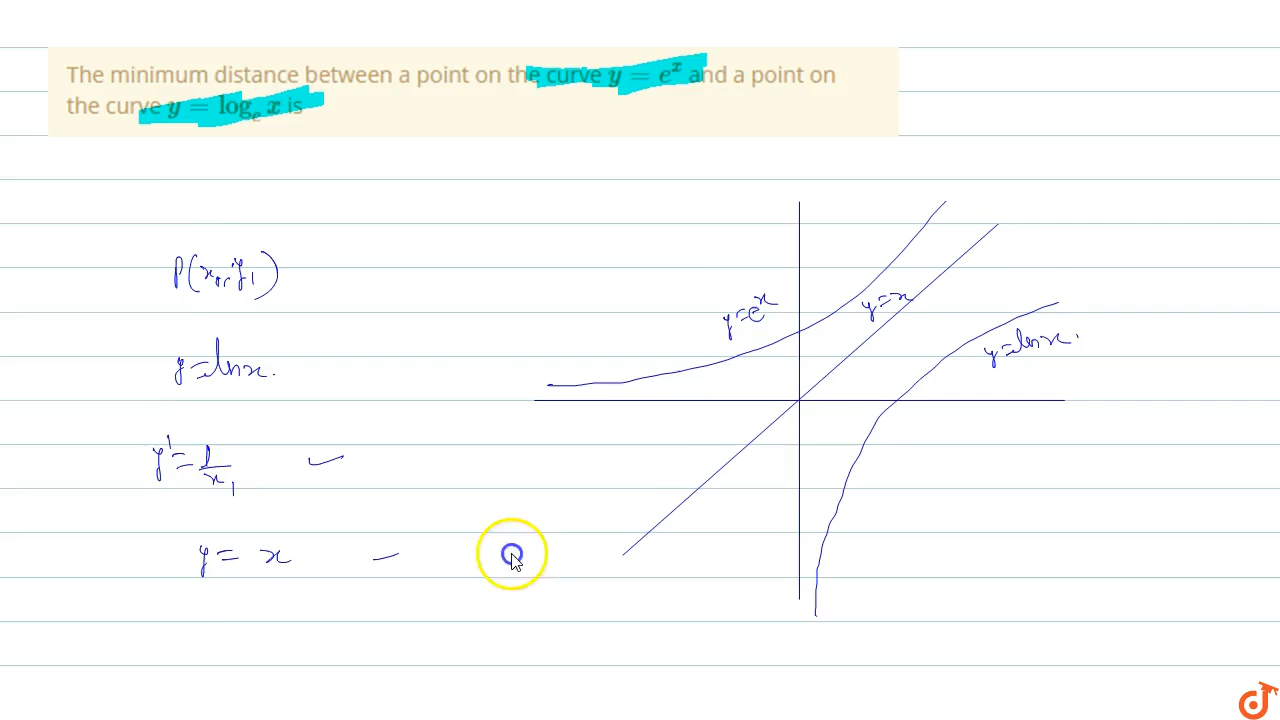 The minimum distance between a point on the curve y = e^x and a point on
the curve y = log_e x is
P(x₁, y₁)
y = ln x.
y' = 1/x₁
y = x
y = e^x
y = x
y = ln x.